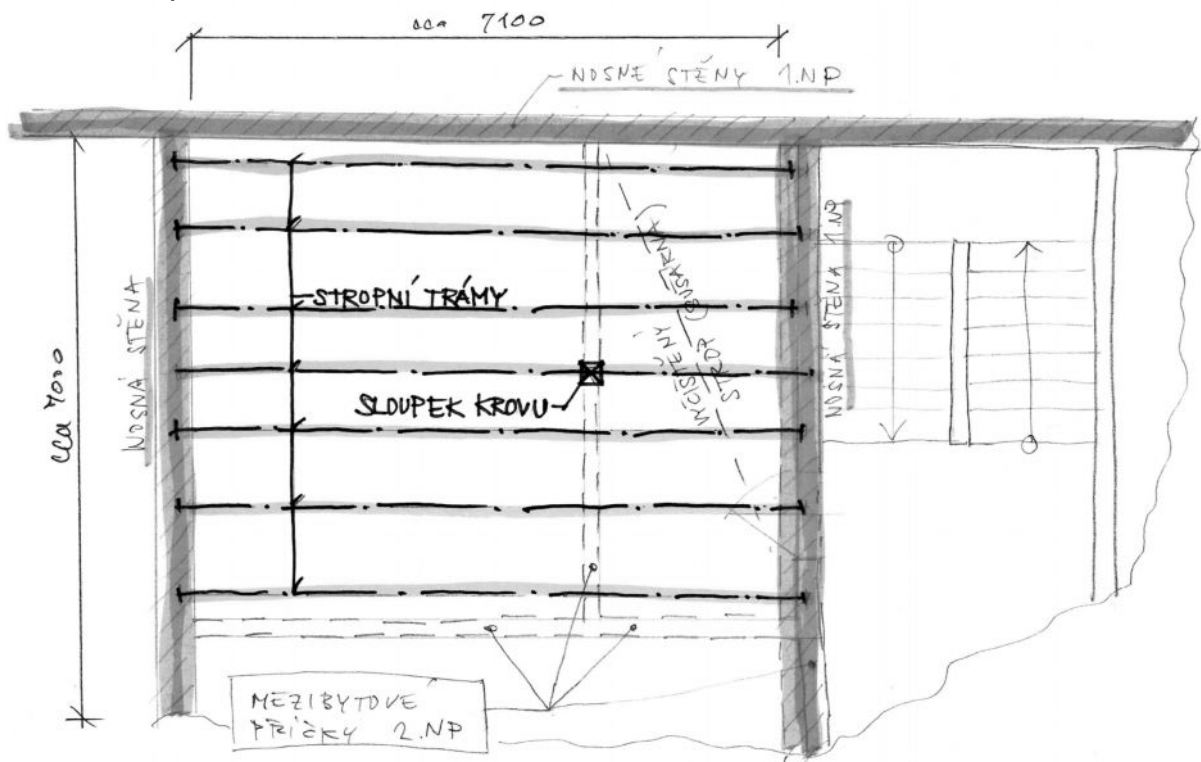 cca 7100
NOSNÉ STĚNY 1.NP
NOSNÁ STĚNA
cca 7000
STROPNÍ TRÁMY
SLOUPEK KROVU
VYČIŠTĚNÝ
STROP (SUŠÁRNA)
NOSNÁ STĚNA 1.NP
MEZIBYTOVÉ
PŘÍČKY 2.NP